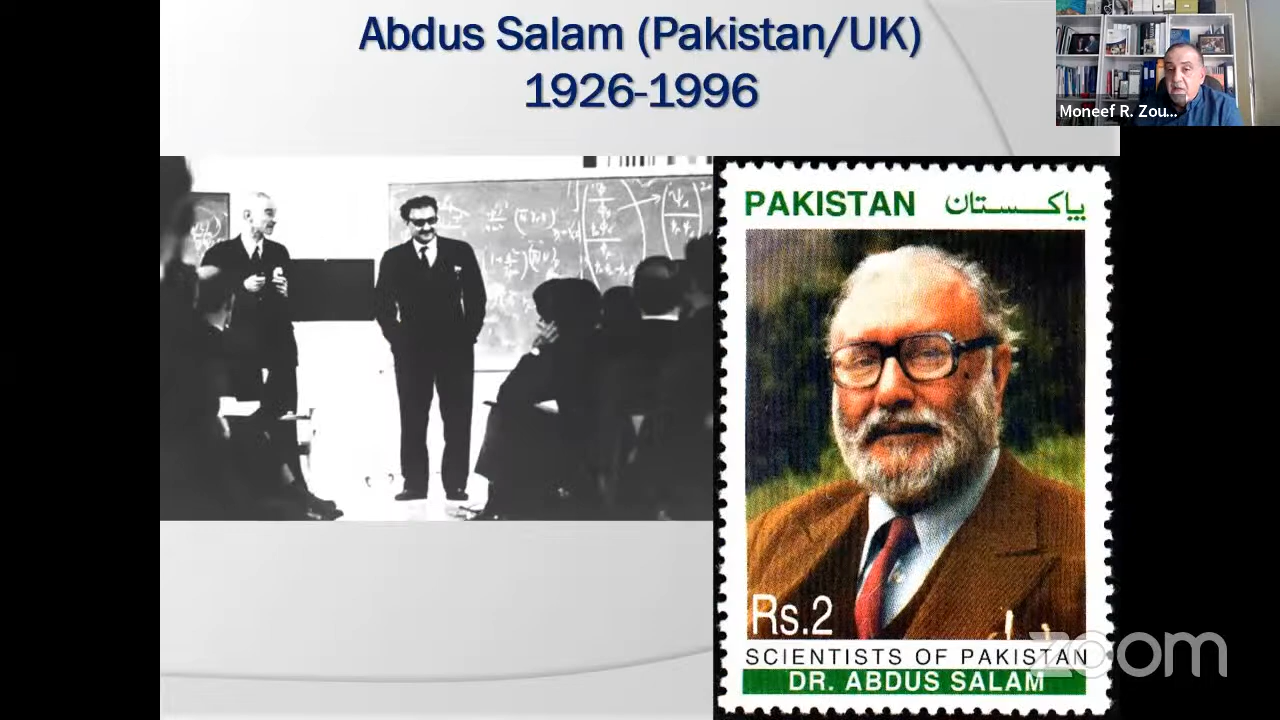 Abdus Salam (Pakistan/UK)
1926-1996
Moneef R. Zou...
PAKISTAN پاکستان
Rs.2
SCIENTISTS OF PAKISTAN
DR. ABDUS SALAM
zoom